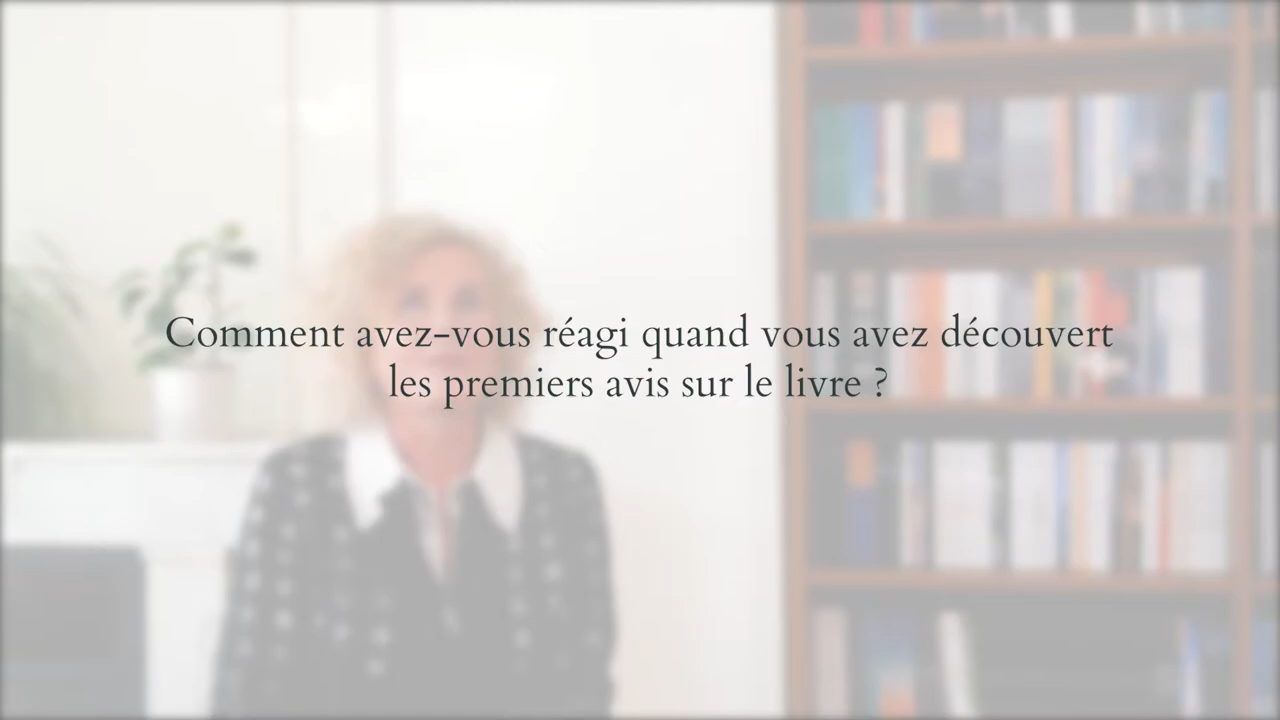 Comment avez-vous réagi quand vous avez découvert
les premiers avis sur le livre ?